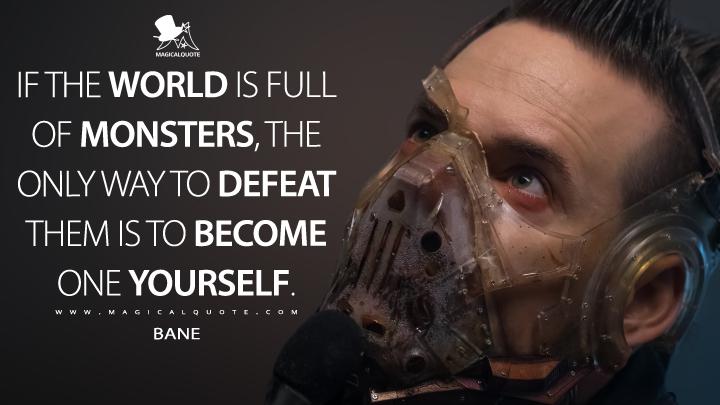 MAGICALQUOTE
IF THE WORLD IS FULL
OF MONSTERS, THE
ONLY WAY TO DEFEAT
THEM IS TO BECOME
ONE YOURSELF.
WWW.MAGICALQUOTE.COM
BANE